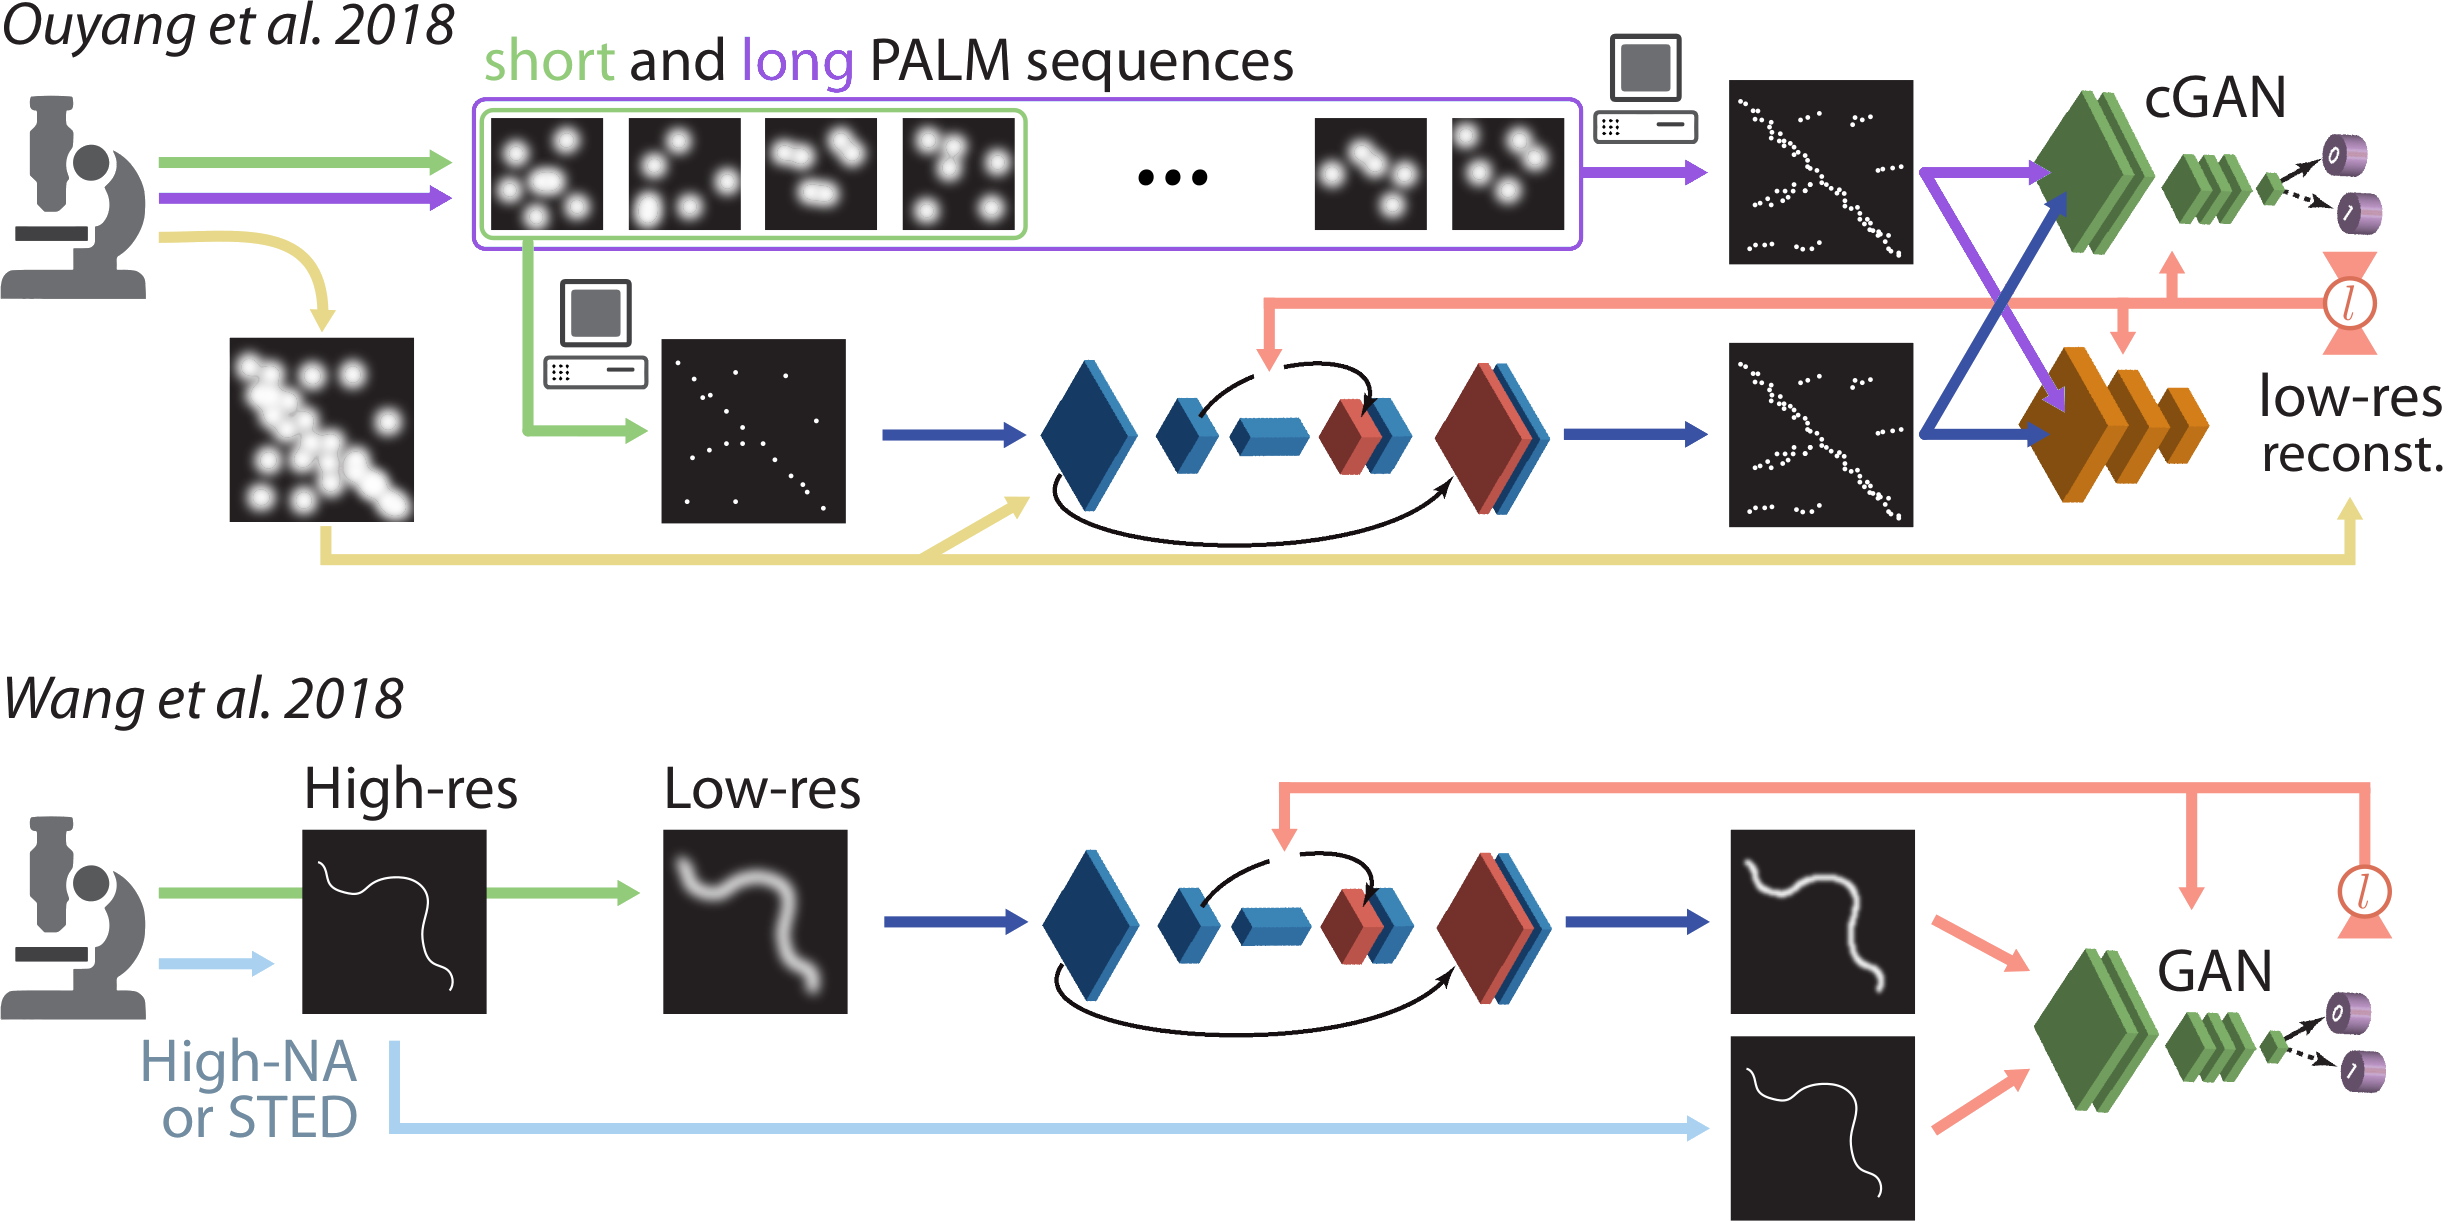 Ouyang et al. 2018
short and long PALM sequences
cGAN
0
1
l
low-res
reconst.
Wang et al. 2018
High-res
Low-res
l
GAN
0
1
High-NA
or STED